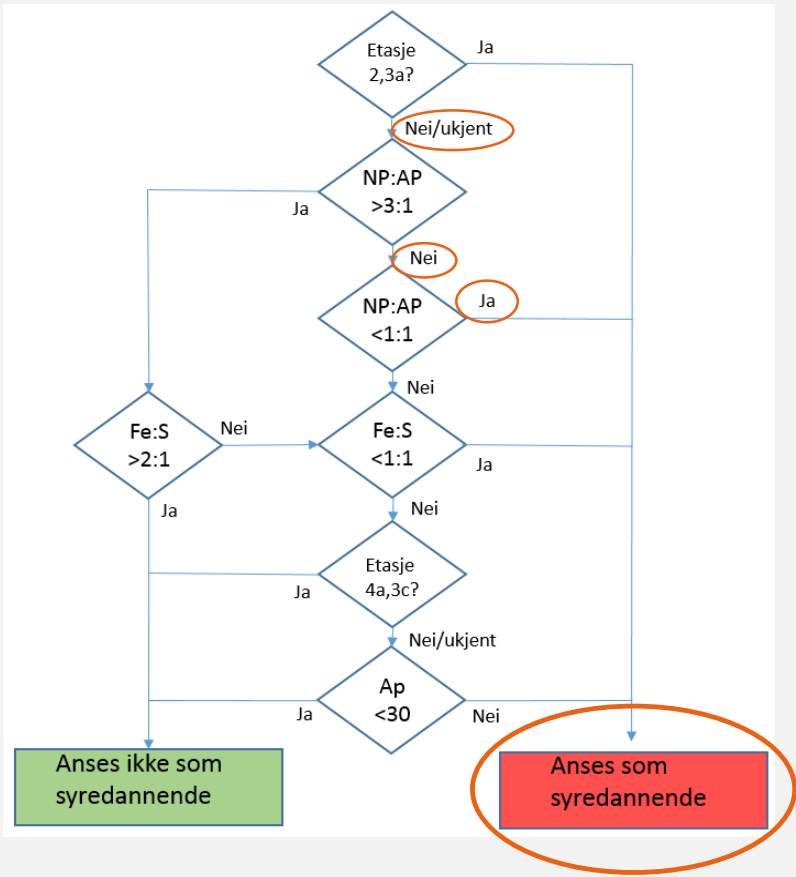 Etasje
2,3a?
Ja
Nei/ukjent
NP:AP
>3:1
Ja
Nei
NP:AP
<1:1
Ja
Nei
Fe:S
>2:1
Nei
Fe:S
<1:1
Ja
Ja
Nei
Etasje
4a,3c?
Ja
Nei/ukjent
Ap
<30
Ja
Nei
Anses ikke som
syredannende
Anses som
syredannende